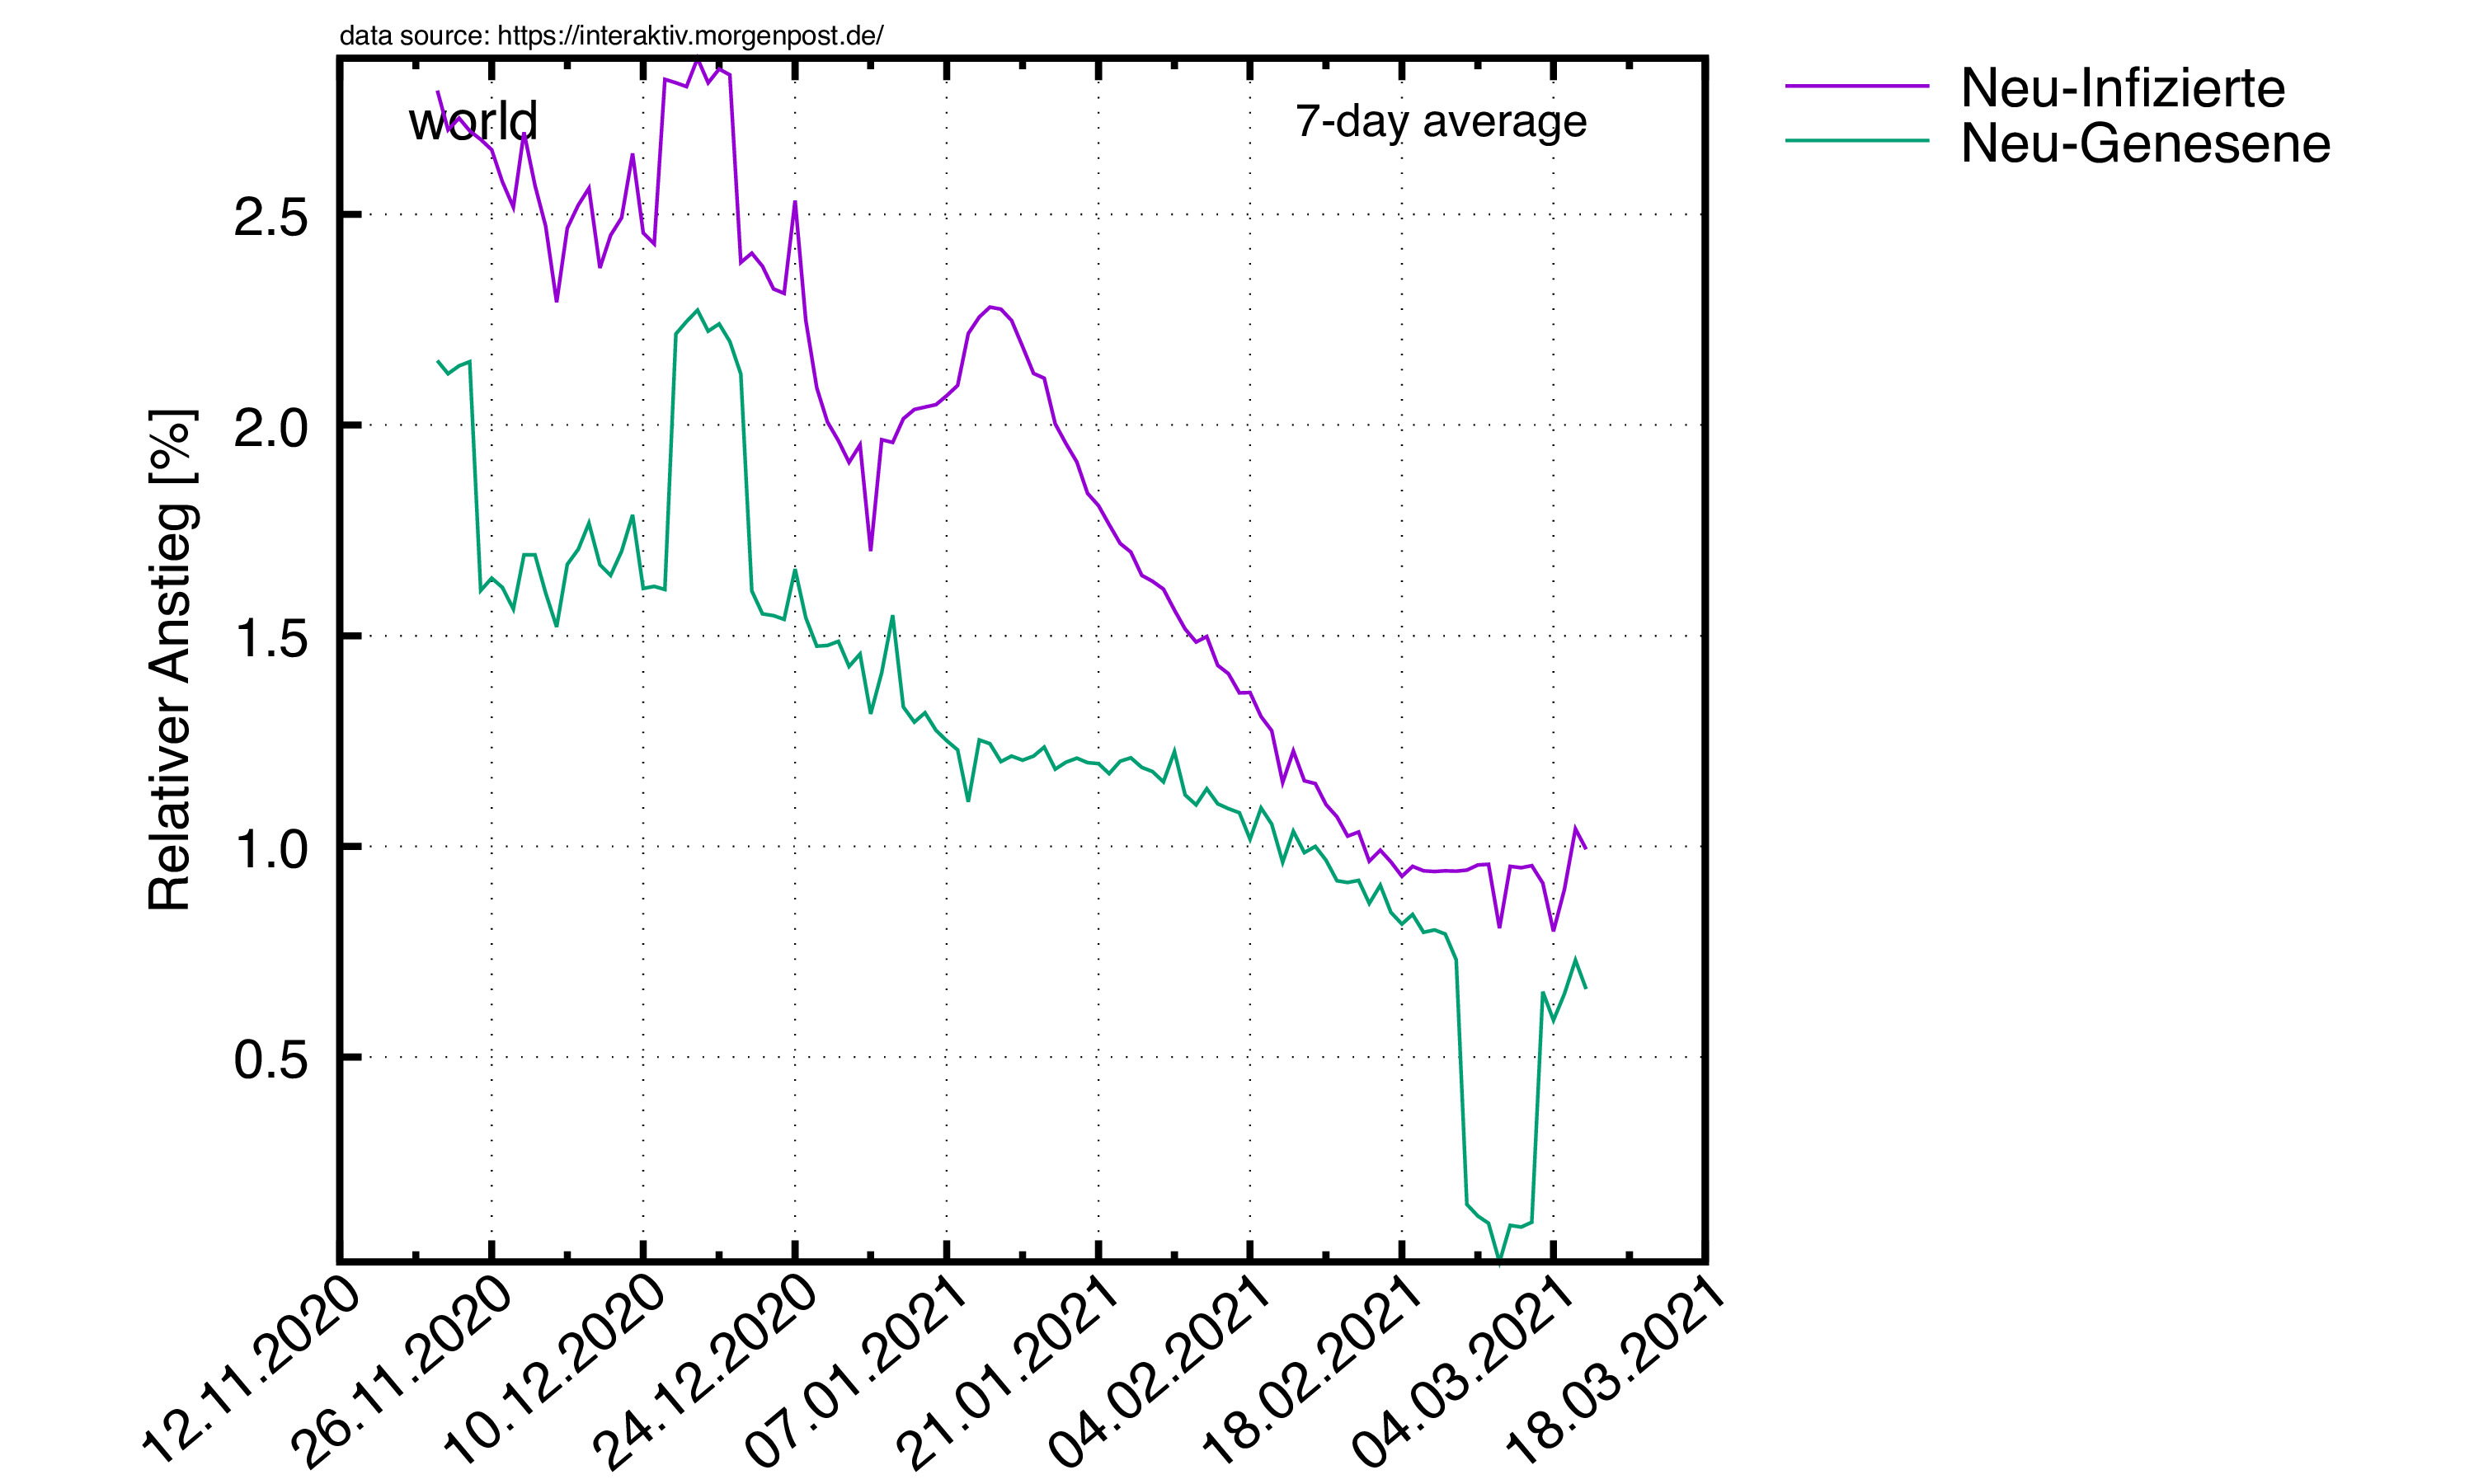 data source: https://interaktiv.morgenpost.de/
world
7-day average
Neu-Infizierte
Neu-Genesene
Relativer Anstieg [%]
2.5
2.0
1.5
1.0
0.5
12.11.2020
26.11.2020
10.12.2020
24.12.2020
07.01.2021
21.01.2021
04.02.2021
18.02.2021
04.03.2021
18.03.2021